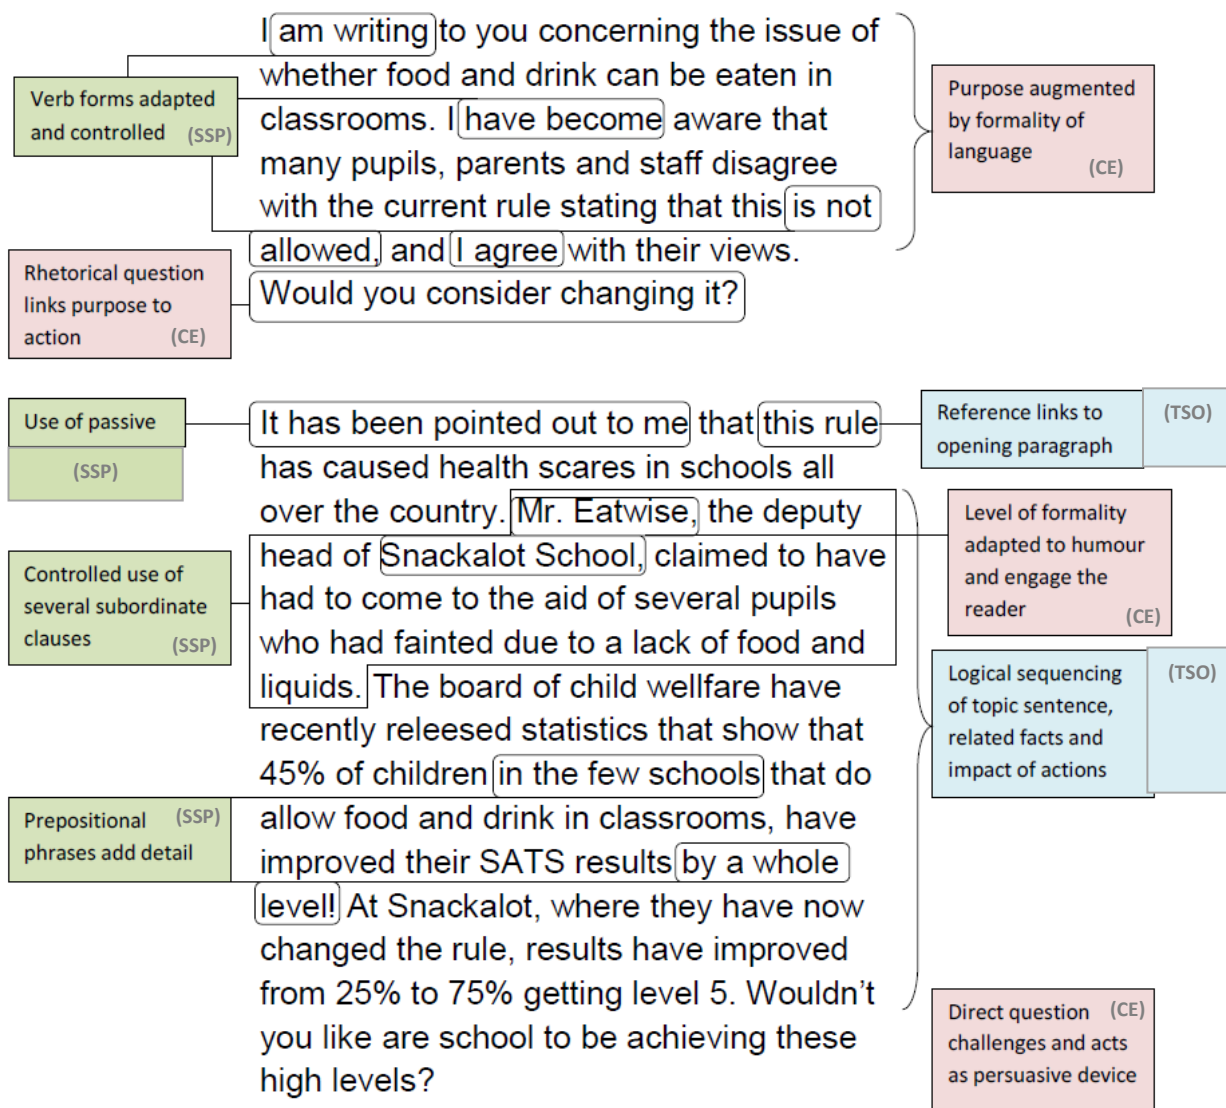 I am writing to you concerning the issue of
whether food and drink can be eaten in
classrooms. I have become aware that
many pupils, parents and staff disagree
with the current rule stating that this is not
allowed, and I agree with their views.
Would you consider changing it?
Verb forms adapted
and controlled (SSP)
Purpose augmented
by formality of
language
(CE)
Rhetorical question
links purpose to
action (CE)
It has been pointed out to me that this rule
has caused health scares in schools all
over the country. Mr. Eatwise, the deputy
head of Snackalot School, claimed to have
had to come to the aid of several pupils
who had fainted due to a lack of food and
liquids. The board of child wellfare have
recently releesed statistics that show that
45% of children in the few schools that do
allow food and drink in classrooms, have
improved their SATS results by a whole
level! At Snackalot, where they have now
changed the rule, results have improved
from 25% to 75% getting level 5. Wouldn't
you like are school to be achieving these
high levels?
Use of passive
(SSP)
Reference links to (TSO)
opening paragraph
Controlled use of
several subordinate
clauses (SSP)
Level of formality
adapted to humour
and engage the
reader (CE)
Logical sequencing (TSO)
of topic sentence,
related facts and
impact of actions
Prepositional (SSP)
phrases add detail
Direct question (CE)
challenges and acts
as persuasive device